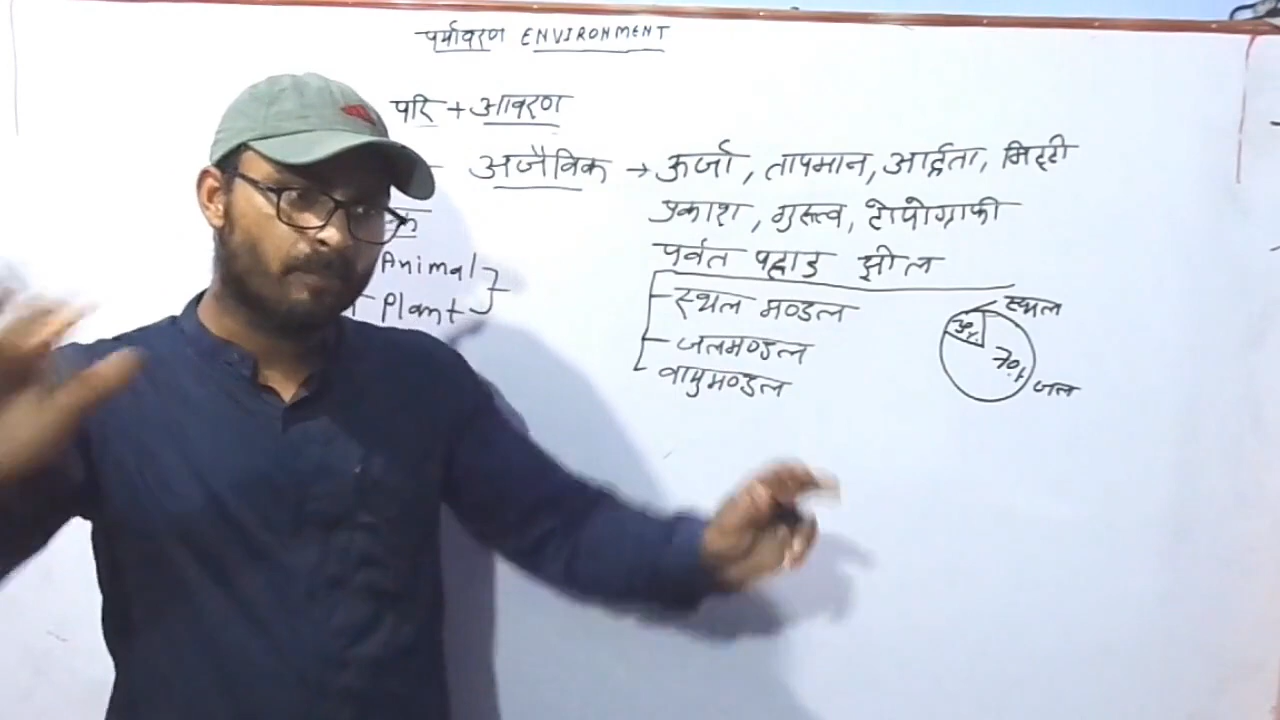 पर्यावरण ENVIRONMENT
परि + आवरण
अजैविक → ऊर्जा, तापमान, आर्द्रता, मिट्टी
प्रकाश, गुरुत्व, टोपोग्राफी
क
पर्वत पहाड झील
Animal
Plant
स्थल मण्डल
जलमण्डल
वायुमण्डल
स्थल
70%
जल